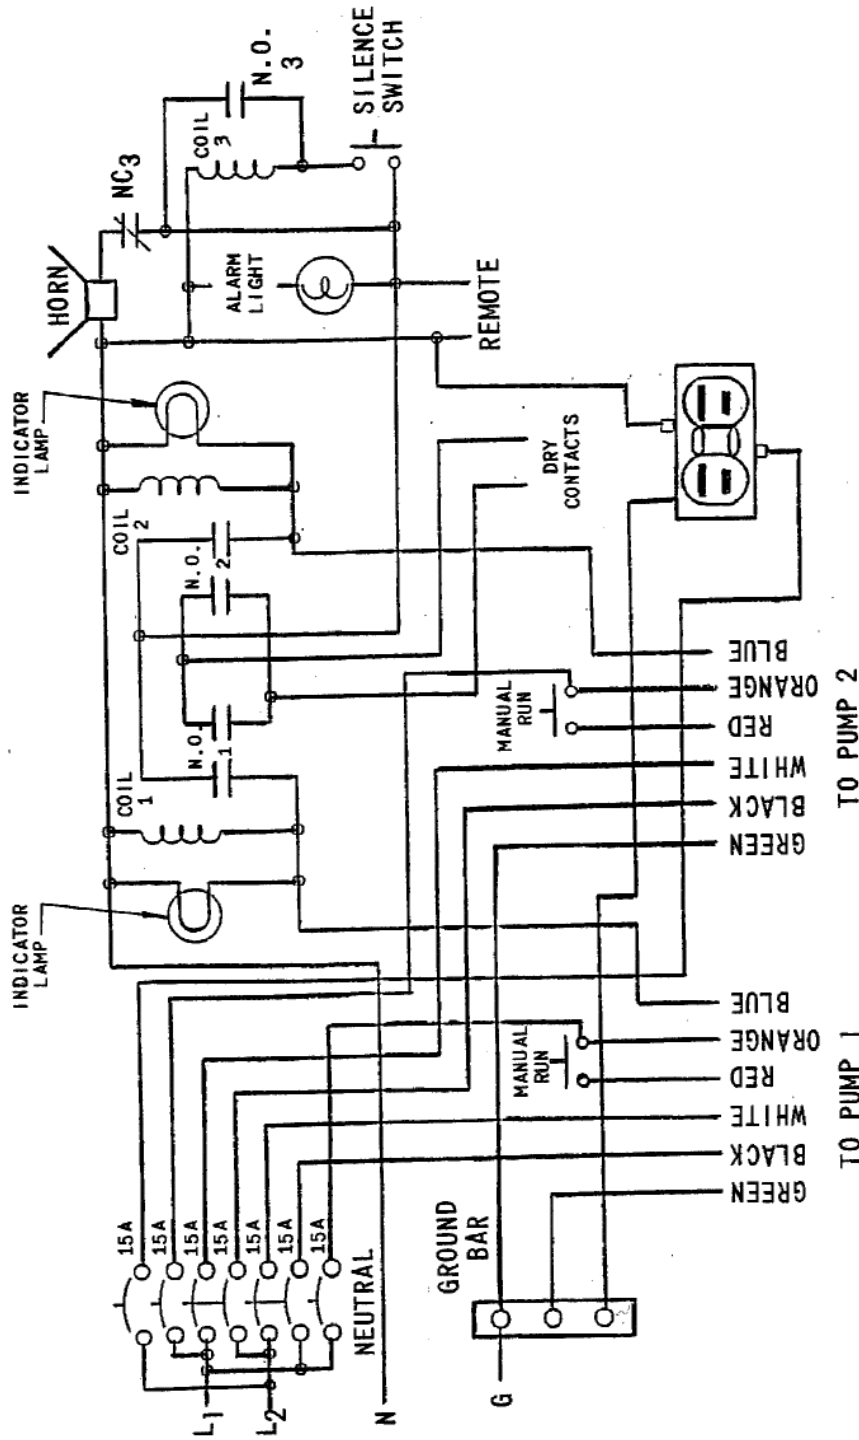 INDICATOR
LAMP
INDICATOR
LAMP
HORN
NC3
N.O.
3
COIL
3
SILENCE
SWITCH
ALARM
LIGHT
REMOTE
COIL
1
N.O.
1
N.O.
2
COIL
2
DRY
CONTACTS
15A
15A
15A
15A
15A
15A
15A
L1
L2
N
NEUTRAL
G
GROUND
BAR
MANUAL
RUN
MANUAL
RUN
GREEN
BLACK
WHITE
RED
ORANGE
BLUE
TO PUMP 1
GREEN
BLACK
WHITE
RED
ORANGE
BLUE
TO PUMP 2